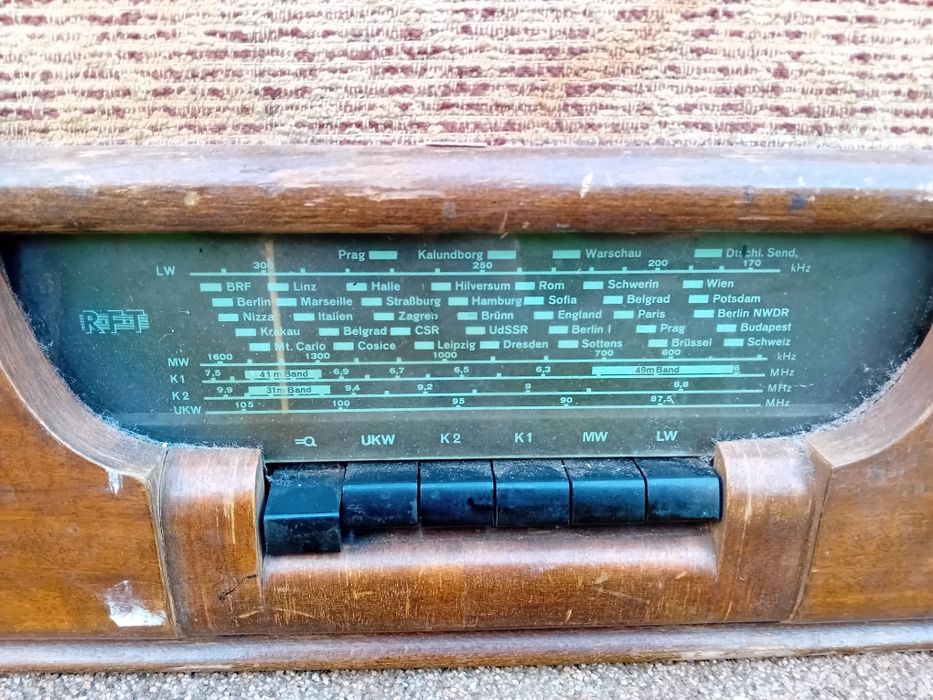 Prag Kalundborg Warschau Dtschl. Send,
LW 300 250 200 170 kHz
BRF Linz Halle Hilversum Rom Schwerin Wien
Berlin Marseille Straßburg Hamburg Sofia Belgrad Potsdam
Nizza Italien Zagreb Brünn England Paris Berlin NWDR
Krakau Belgrad CSR UdSSR Berlin I Prag Budapest
Mt. Carlo Cosice Leipzig Dresden Sottens Brüssel Schweiz
RFT
MW 1600 1300 1000 700 600 kHz
K1 7,5 41 m Band 6,9 6,7 6,5 6,3 49m Band 6 MHz
K2 9,9 31m Band 9,4 9,2 9 8,8 MHz
UKW 105 100 95 90 87,5 MHz
UKW K2 K1 MW LW